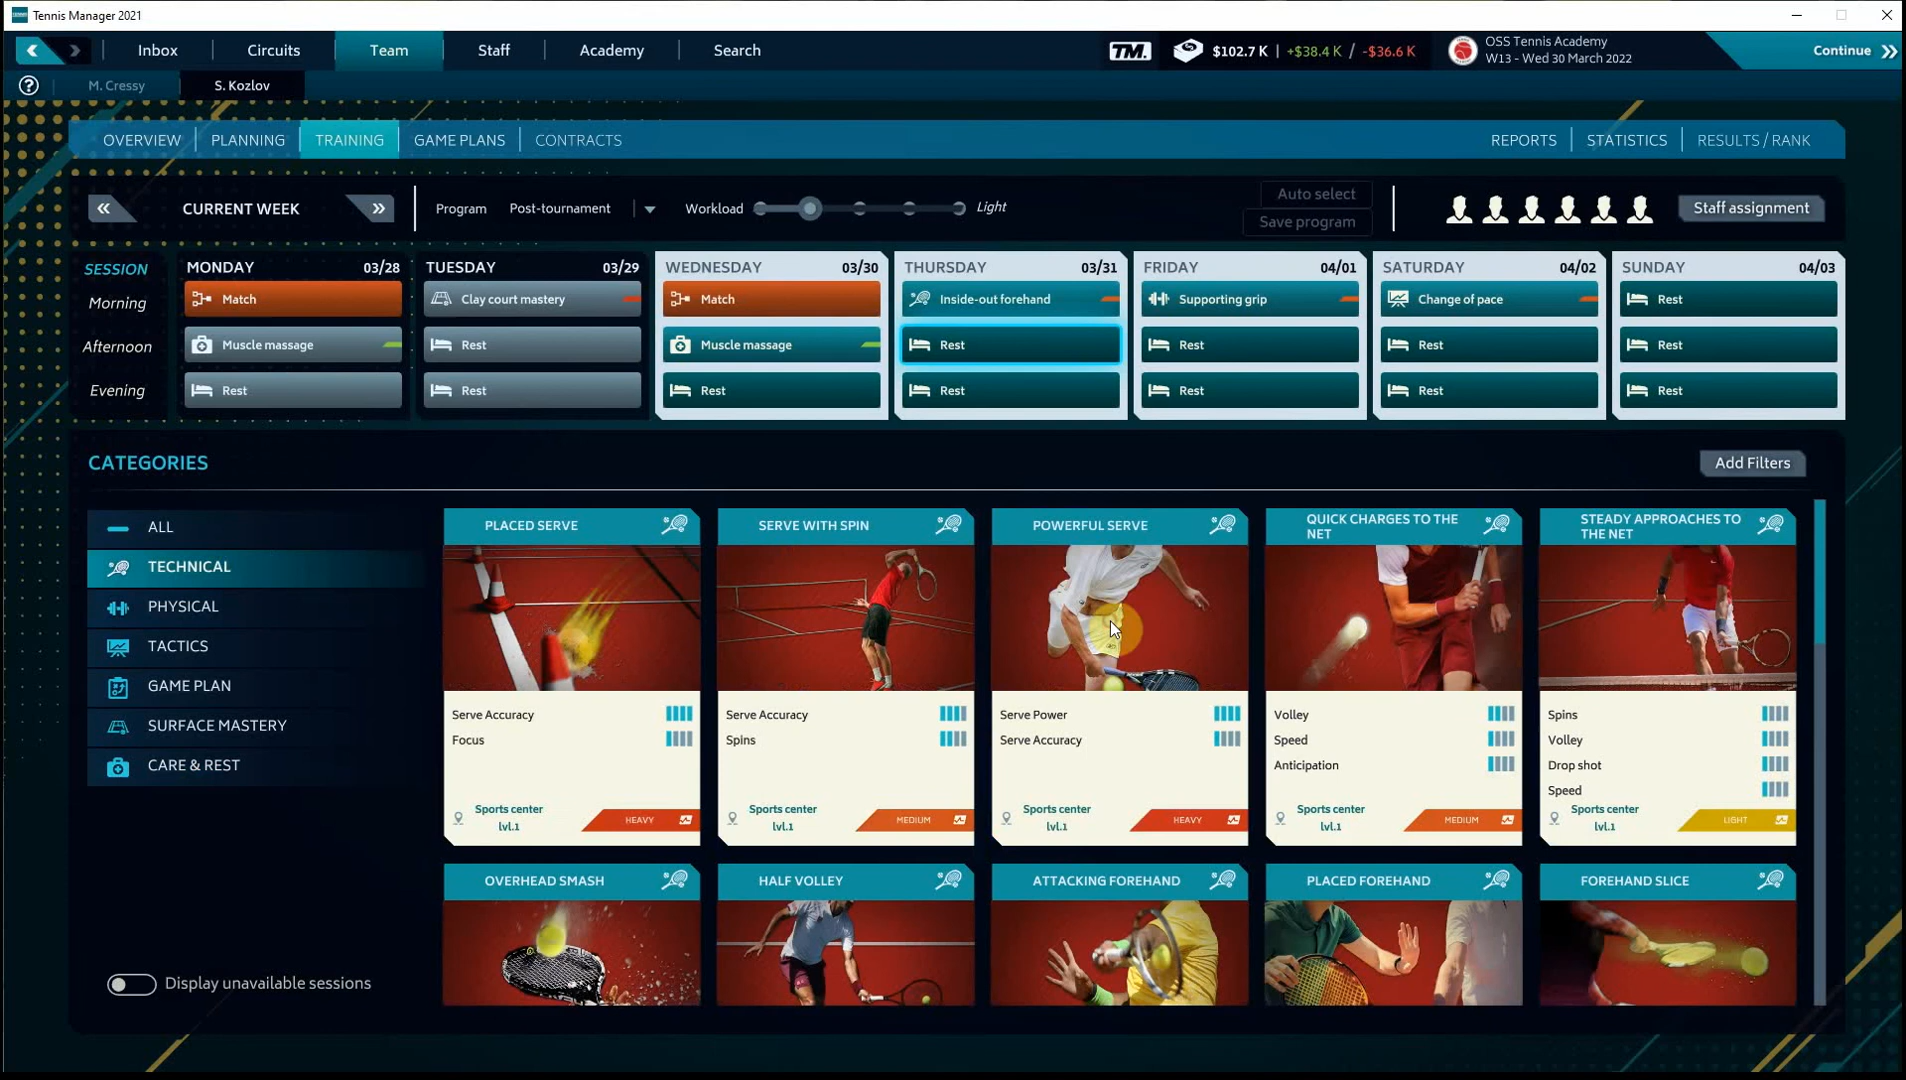 Tennis Manager 2021
Inbox
Circuits
Team
Staff
Academy
Search
TM.
$102.7 K | +$38.4 K / -$36.6 K
OSS Tennis Academy
W13 - Wed 30 March 2022
Continue
M. Cressy
S. Kozlov
OVERVIEW
PLANNING
TRAINING
GAME PLANS
CONTRACTS
REPORTS
STATISTICS
RESULTS / RANK
CURRENT WEEK
Program
Post-tournament
Workload
Light
Auto select
Save program
Staff assignment
SESSION
Morning
Afternoon
Evening
MONDAY 03/28
Match
Muscle massage
Rest
TUESDAY 03/29
Clay court mastery
Rest
Rest
WEDNESDAY 03/30
Match
Muscle massage
Rest
THURSDAY 03/31
Inside-out forehand
Rest
Rest
FRIDAY 04/01
Supporting grip
Rest
Rest
SATURDAY 04/02
Change of pace
Rest
Rest
SUNDAY 04/03
Rest
Rest
Rest
CATEGORIES
Add Filters
ALL
TECHNICAL
PHYSICAL
TACTICS
GAME PLAN
SURFACE MASTERY
CARE & REST
Display unavailable sessions
PLACED SERVE
Serve Accuracy
Focus
Sports center
lvl.1
HEAVY
SERVE WITH SPIN
Serve Accuracy
Spins
Sports center
lvl.1
MEDIUM
POWERFUL SERVE
Serve Power
Serve Accuracy
Sports center
lvl.1
HEAVY
QUICK CHARGES TO THE
NET
Volley
Speed
Anticipation
Sports center
lvl.1
MEDIUM
STEADY APPROACHES TO
THE NET
Spins
Volley
Drop shot
Speed
Sports center
lvl.1
LIGHT
OVERHEAD SMASH
HALF VOLLEY
ATTACKING FOREHAND
PLACED FOREHAND
FOREHAND SLICE